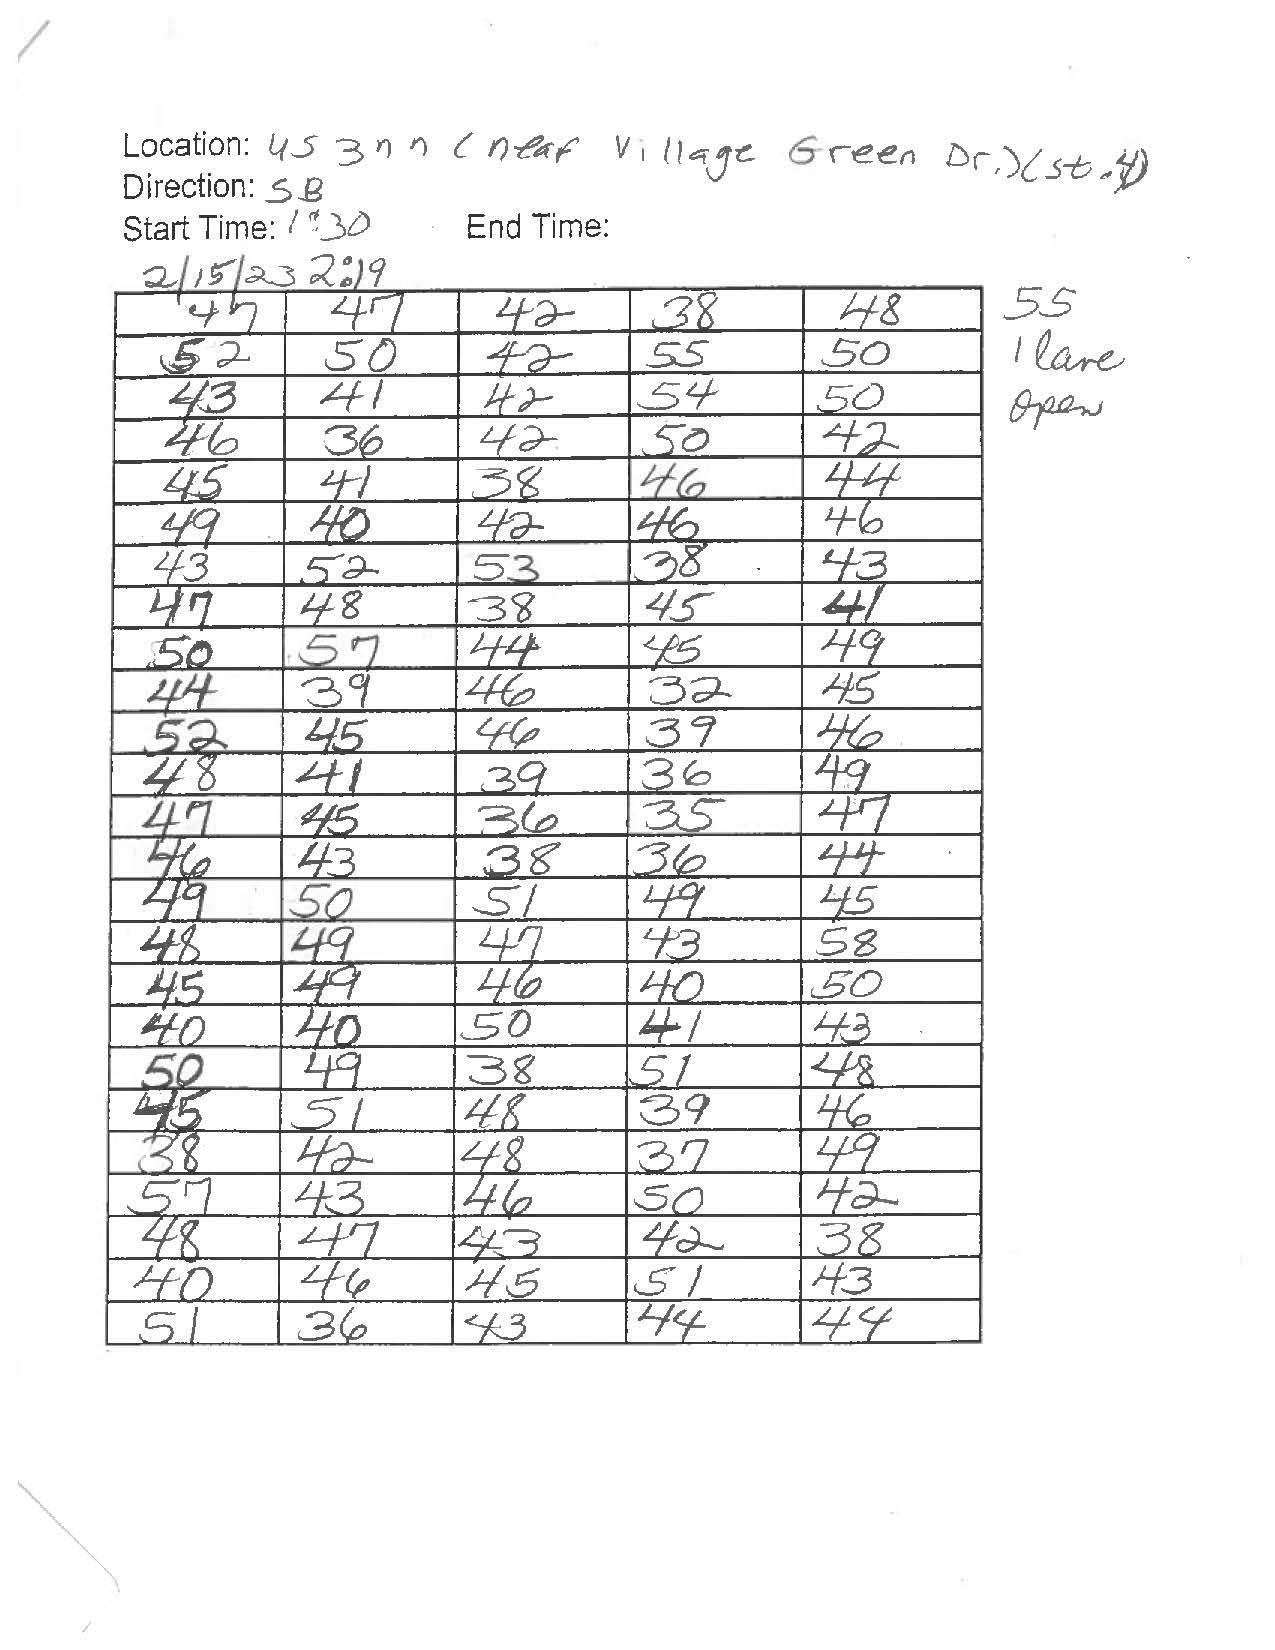 Location: US 377 (near Village Green Dr.)(st.4)
Direction: SB
Start Time: 1:30 End Time:
2/15/23 2:19
47 47 42 38 48 55
52 50 42 55 50 1 lane
43 41 42 54 50 open
46 36 42 50 42
45 41 38 46 44
49 40 42 46 46
43 52 53 38 43
47 48 38 45 41
50 57 44 45 49
44 39 46 32 45
52 45 46 39 46
48 41 39 36 49
47 45 36 35 47
46 43 38 36 44
49 50 51 49 45
48 49 47 43 58
45 49 46 40 50
40 40 50 41 43
50 49 38 51 48
45 51 48 39 46
38 42 48 37 49
57 43 46 50 42
48 47 43 42 38
40 46 45 51 43
51 36 43 44 44